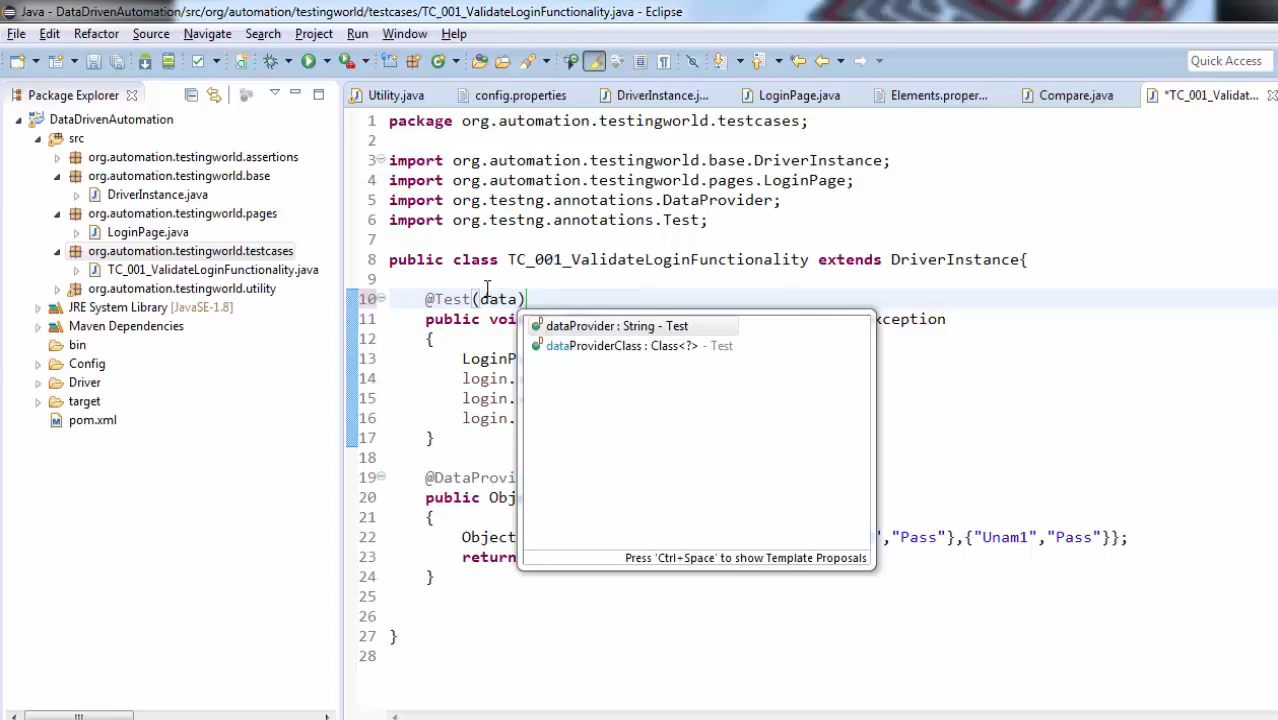 Java - DataDrivenAutomation/src/org/automation/testingworld/testcases/TC_001_ValidateLoginFunctionality.java - Eclipse
File Edit Refactor Source Navigate Search Project Run Window Help
Quick Access
Package Explorer
Utility.java config.properties DriverInstance.j... LoginPage.java Elements.proper... Compare.java *TC_001_Validat...
DataDrivenAutomation
src
org.automation.testingworld.assertions
org.automation.testingworld.base
DriverInstance.java
org.automation.testingworld.pages
LoginPage.java
org.automation.testingworld.testcases
TC_001_ValidateLoginFunctionality.java
org.automation.testingworld.utility
JRE System Library [JavaSE-1.8]
Maven Dependencies
bin
Config
Driver
target
pom.xml
1 package org.automation.testingworld.testcases;
2
3 import org.automation.testingworld.base.DriverInstance;
4 import org.automation.testingworld.pages.LoginPage;
5 import org.testng.annotations.DataProvider;
6 import org.testng.annotations.Test;
7
8 public class TC_001_ValidateLoginFunctionality extends DriverInstance{
9
10 @Test(data)
11 public voi xception
12 {
13 LoginP
14 login.
15 login.
16 login.
17 }
18
19 @DataProvi
20 public Obj
21 {
22 Object ","Pass"},{"Unam1","Pass"}};
23 return
24 }
25
26
27 }
28
dataProvider : String - Test
dataProviderClass : Class<?> - Test
Press 'Ctrl+Space' to show Template Proposals